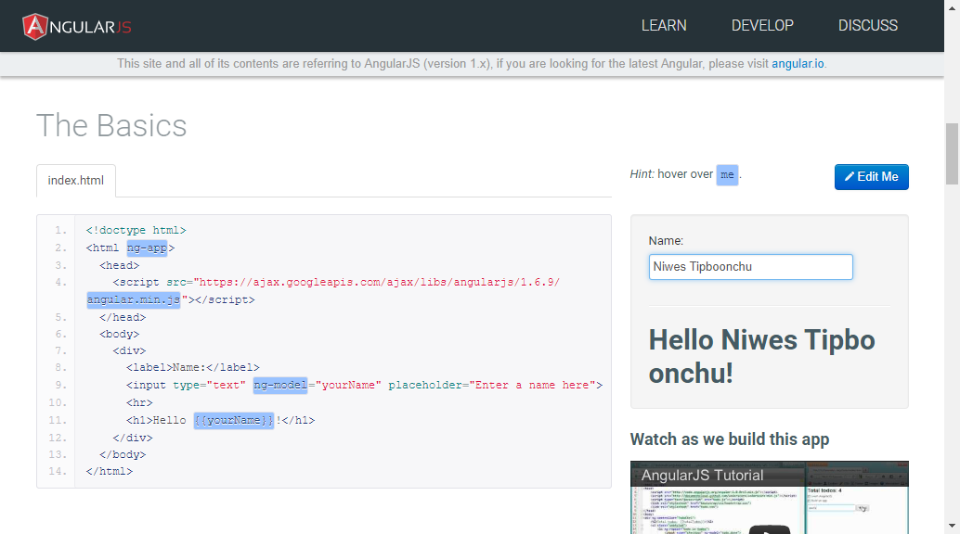 ANGULARJS
LEARN DEVELOP DISCUSS
This site and all of its contents are referring to AngularJS (version 1.x), if you are looking for the latest Angular, please visit angular.io.
The Basics
index.html
Hint: hover over me .
Edit Me
1. <!doctype html>
2. <html ng-app>
3. <head>
4. <script src="https://ajax.googleapis.com/ajax/libs/angularjs/1.6.9/
angular.min.js"></script>
5. </head>
6. <body>
7. <div>
8. <label>Name:</label>
9. <input type="text" ng-model="yourName" placeholder="Enter a name here">
10. <hr>
11. <h1>Hello {{yourName}}!</h1>
12. </div>
13. </body>
14. </html>
Name:
Niwes Tipboonchu
Hello Niwes Tipbo
onchu!
Watch as we build this app
AngularJS Tutorial